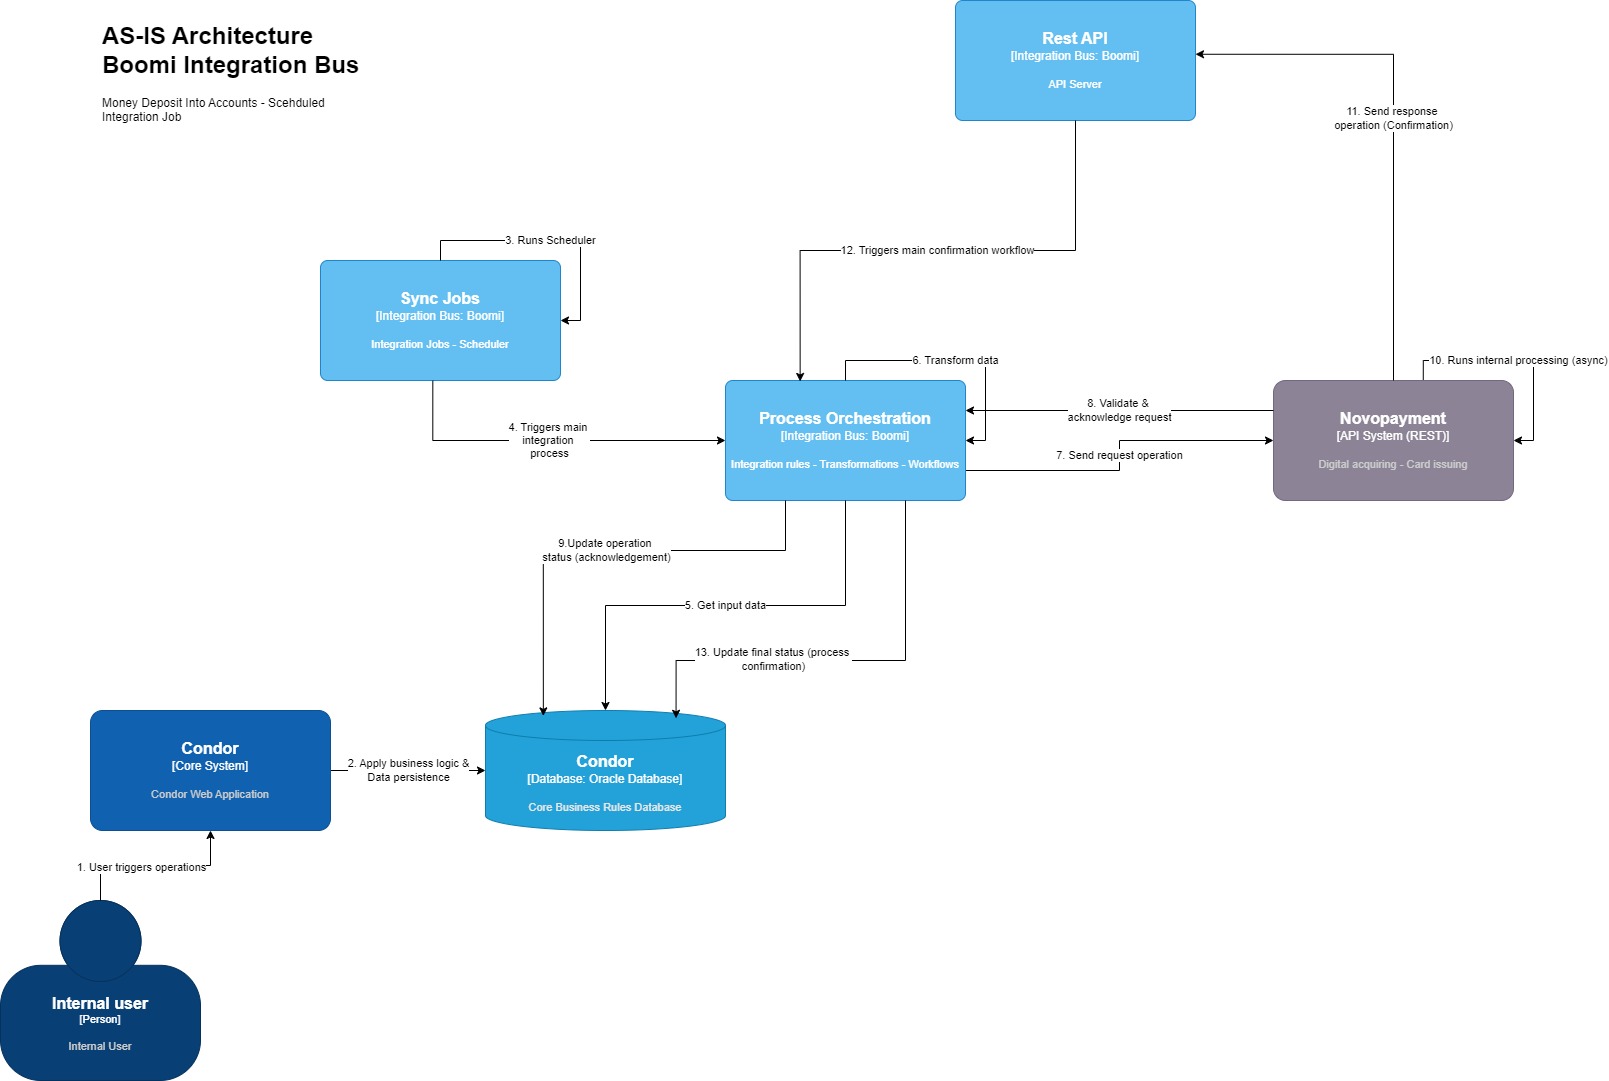 AS-IS Architecture
Boomi Integration Bus
Money Deposit Into Accounts - Scehduled
Integration Job
Rest API
[Integration Bus: Boomi]
API Server
11. Send response
operation (Confirmation)
12. Triggers main confirmation workflow
3. Runs Scheduler
Sync Jobs
[Integration Bus: Boomi]
Integration Jobs - Scheduler
4. Triggers main
integration
process
6. Transform data
Process Orchestration
[Integration Bus: Boomi]
Integration rules - Transformations - Workflows
8. Validate &
acknowledge request
7. Send request operation
10. Runs internal processing (async)
Novopayment
[API System (REST)]
Digital acquiring - Card issuing
9.Update operation
status (acknowledgement)
5. Get input data
13. Update final status (process
confirmation)
Condor
[Core System]
Condor Web Application
2. Apply business logic &
Data persistence
Condor
[Database: Oracle Database]
Core Business Rules Database
1. User triggers operations
Internal user
[Person]
Internal User